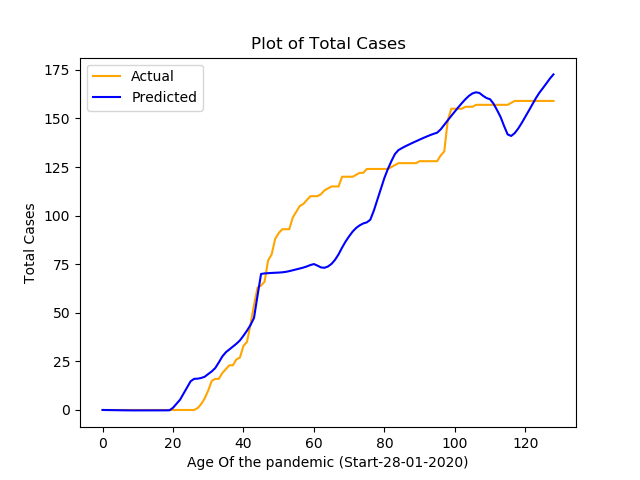 Plot of Total Cases
Actual
Predicted
175
150
125
100
75
50
25
0
Total Cases
0 20 40 60 80 100 120
Age Of the pandemic (Start-28-01-2020)